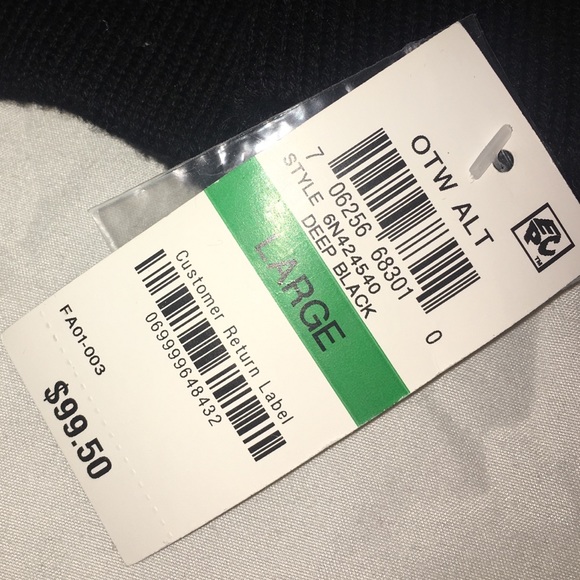 OTW ALT
7 06256 68301 0
STYLE 6N424540
DEEP BLACK
LARGE
Customer Return Label
069999648432
FA01-003
$99.50